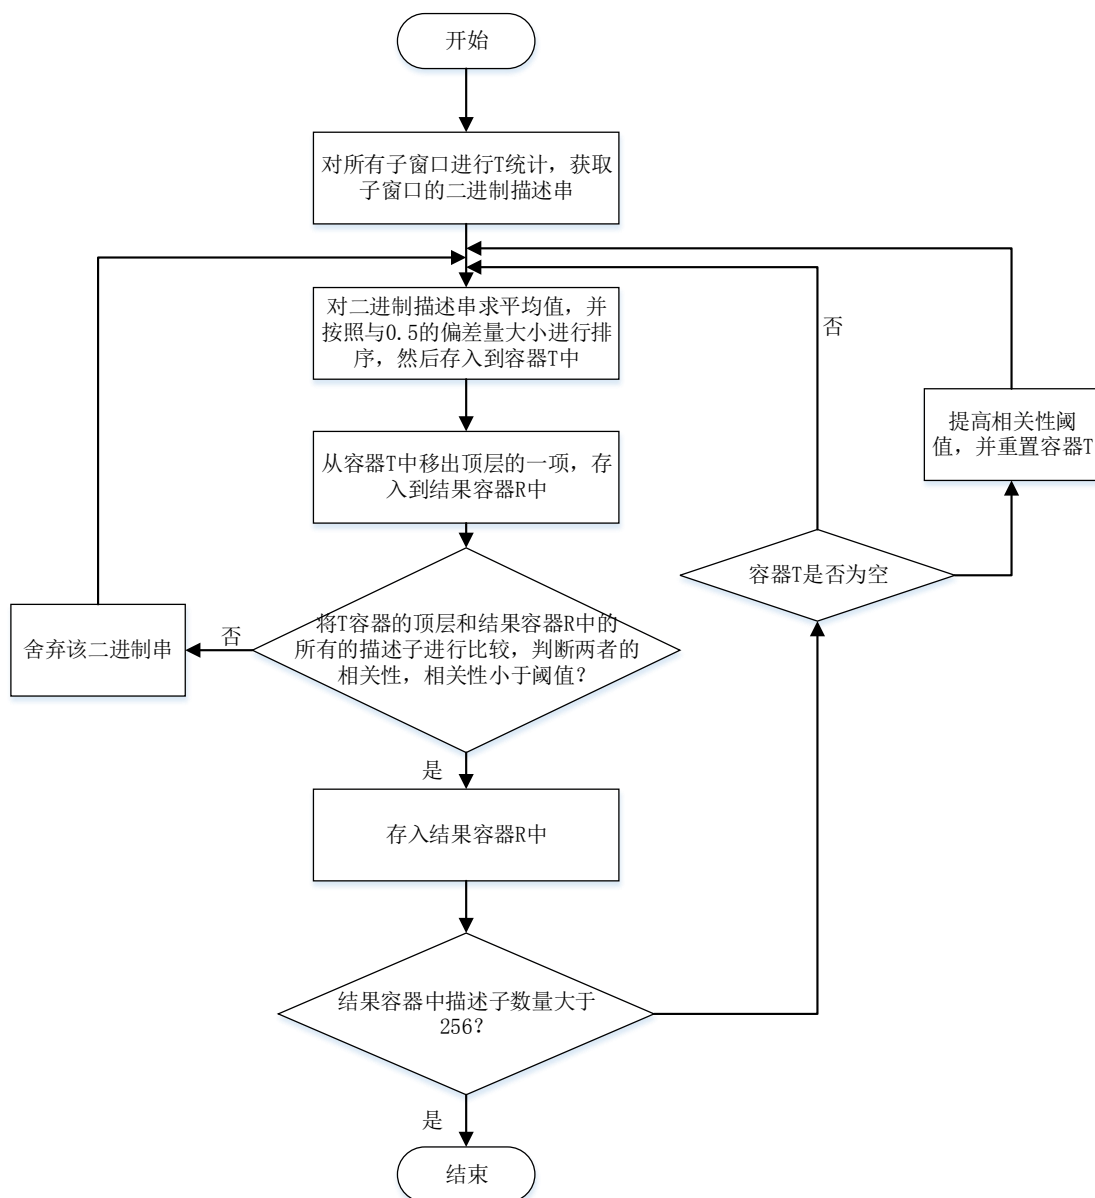 开始
对所有子窗口进行T统计，获取
子窗口的二进制描述串
对二进制描述串求平均值，并
按照与0.5的偏差量大小进行排
序，然后存入到容器T中
否
提高相关性阈
值，并重置容器T
从容器T中移出顶层的一项，存
入到结果容器R中
容器T是否为空
将T容器的顶层和结果容器R中的
所有的描述子进行比较，判断两者的
相关性，相关性小于阈值？
否
舍弃该二进制串
是
存入结果容器R中
结果容器中描述子数量大于
256？
是
结束